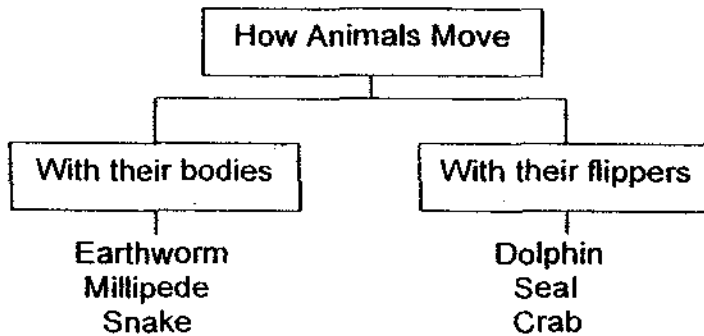 How Animals Move
With their bodies
With their flippers
Earthworm
Millipede
Snake
Dolphin
Seal
Crab